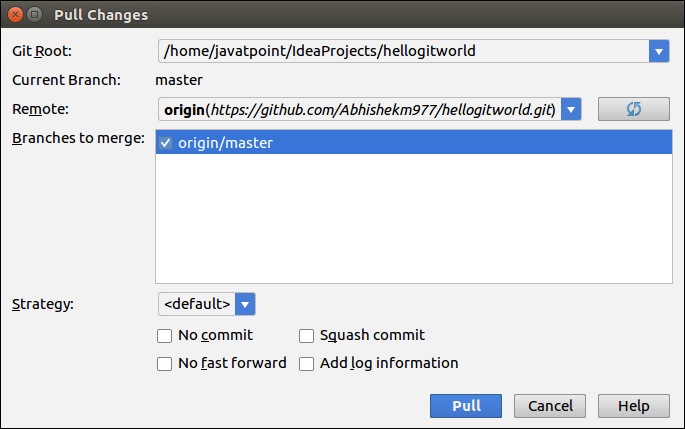 Pull Changes
Git Root: /home/javatpoint/IdeaProjects/hellogitworld
Current Branch: master
Remote: origin(https://github.com/Abhishekm977/hellogitworld.git)
Branches to merge: origin/master
Strategy: <default>
No commit Squash commit
No fast forward Add log information
Pull Cancel Help